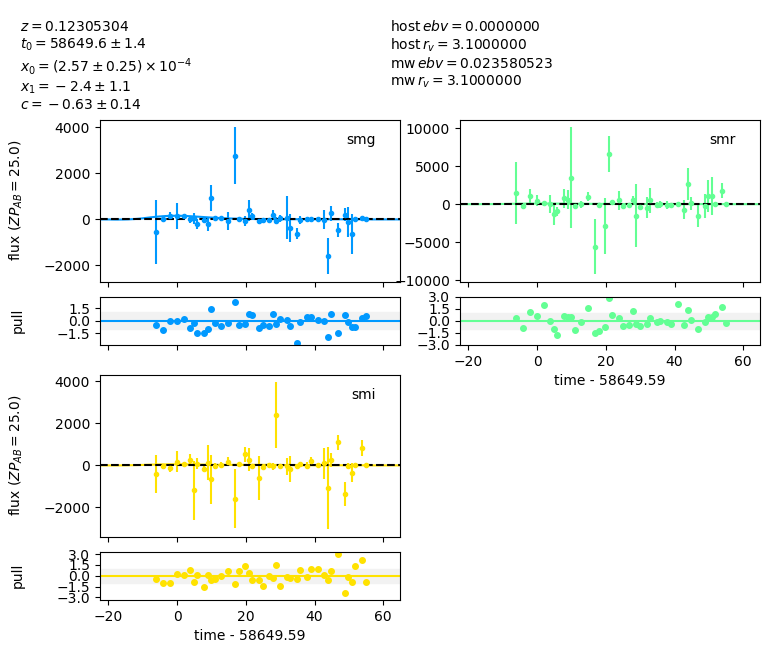 z = 0.12305304
t₀ = 58649.6 ± 1.4
x₀ = (2.57 ± 0.25) × 10⁻⁴
x₁ = −2.4 ± 1.1
c = −0.63 ± 0.14
host ebv = 0.0000000
host r_v = 3.1000000
mw ebv = 0.023580523
mw r_v = 3.1000000
smg
4000
2000
0
−2000
flux (ZP_AB = 25.0)
1.5
0.0
−1.5
pull
smr
10000
5000
0
−5000
−10000
3.0
1.5
0.0
−1.5
−3.0
−20 0 20 40 60
time - 58649.59
smi
4000
2000
0
−2000
flux (ZP_AB = 25.0)
3.0
1.5
0.0
−1.5
−3.0
pull
−20 0 20 40 60
time - 58649.59